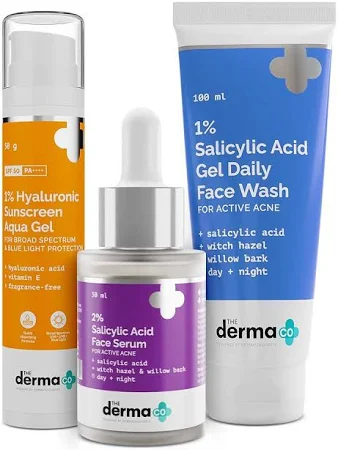 50 g
SPF 50 PA++++
1% Hyaluronic
Sunscreen
Aqua Gel
FOR BROAD SPECTRUM
& BLUE LIGHT PROTECTION
+ hyaluronic acid
+ vitamin E
+ fragrance-free
THE
derma co
30 ml
2%
Salicylic Acid
Face Serum
FOR ACTIVE ACNE
+ salicylic acid
+ witch hazel & willow bark
day + night
THE
derma co
100 ml
1%
Salicylic Acid
Gel Daily
Face Wash
FOR ACTIVE ACNE
+ salicylic acid
+ witch hazel
+ willow bark
day + night
THE
derma co